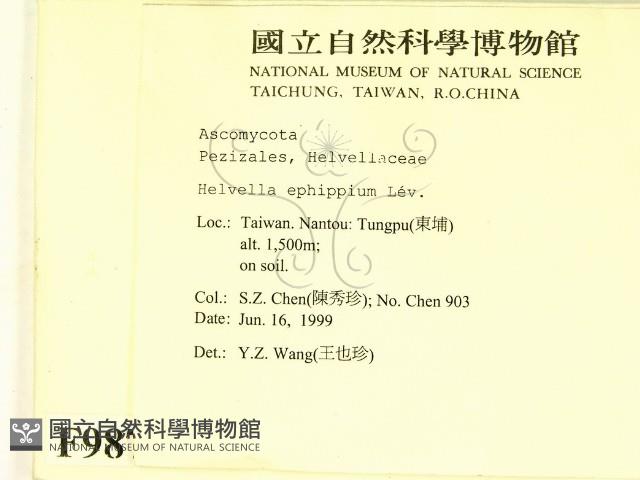 國立自然科學博物館
NATIONAL MUSEUM OF NATURAL SCIENCE
TAICHUNG, TAIWAN, R.O.CHINA
Ascomycota
Pezizales, Helvellaceae
Helvella ephippium Lév.
Loc.: Taiwan. Nantou: Tungpu(東埔)
alt. 1,500m;
on soil.
Col.: S.Z. Chen(陳秀珍); No. Chen 903
Date: Jun. 16, 1999
Det.: Y.Z. Wang(王也珍)
國立自然科學博物館
NATIONAL MUSEUM OF NATURAL SCIENCE